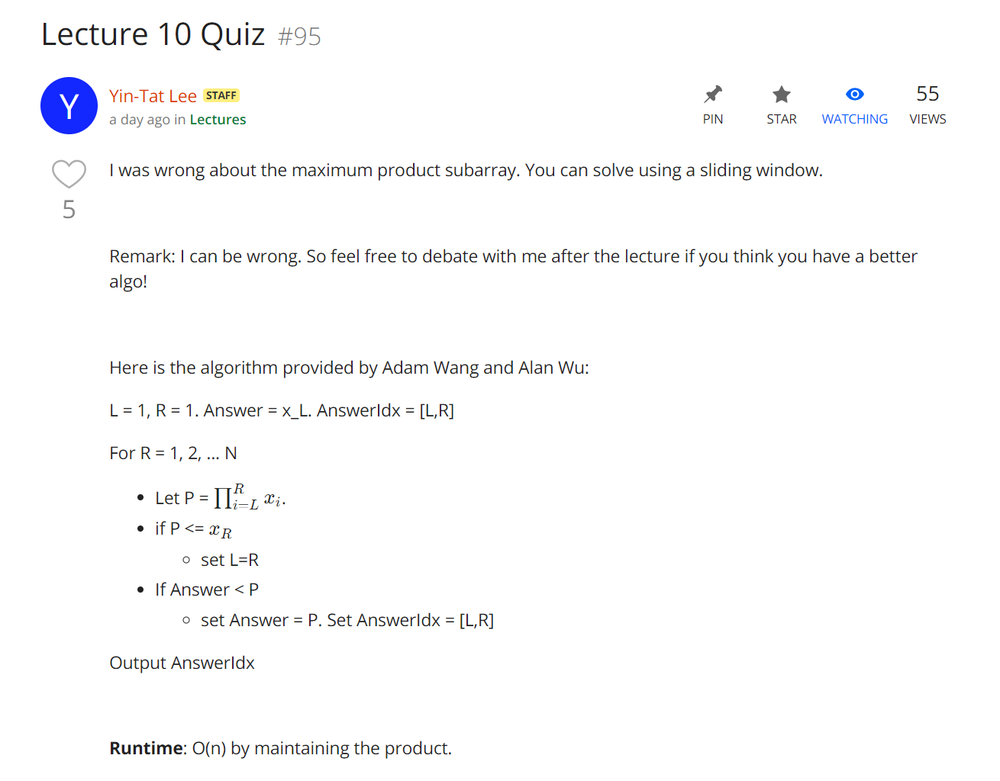 Lecture 10 Quiz #95
Y
Yin-Tat Lee STAFF
a day ago in Lectures
PIN
STAR
WATCHING
55
VIEWS
5
I was wrong about the maximum product subarray. You can solve using a sliding window.
Remark: I can be wrong. So feel free to debate with me after the lecture if you think you have a better
algo!
Here is the algorithm provided by Adam Wang and Alan Wu:
L = 1, R = 1. Answer = x_L. AnswerIdx = [L,R]
For R = 1, 2, ... N
• Let P = ∏_{i=L}^{R} x_i.
• if P <= x_R
◦ set L=R
• If Answer < P
◦ set Answer = P. Set AnswerIdx = [L,R]
Output AnswerIdx
Runtime: O(n) by maintaining the product.